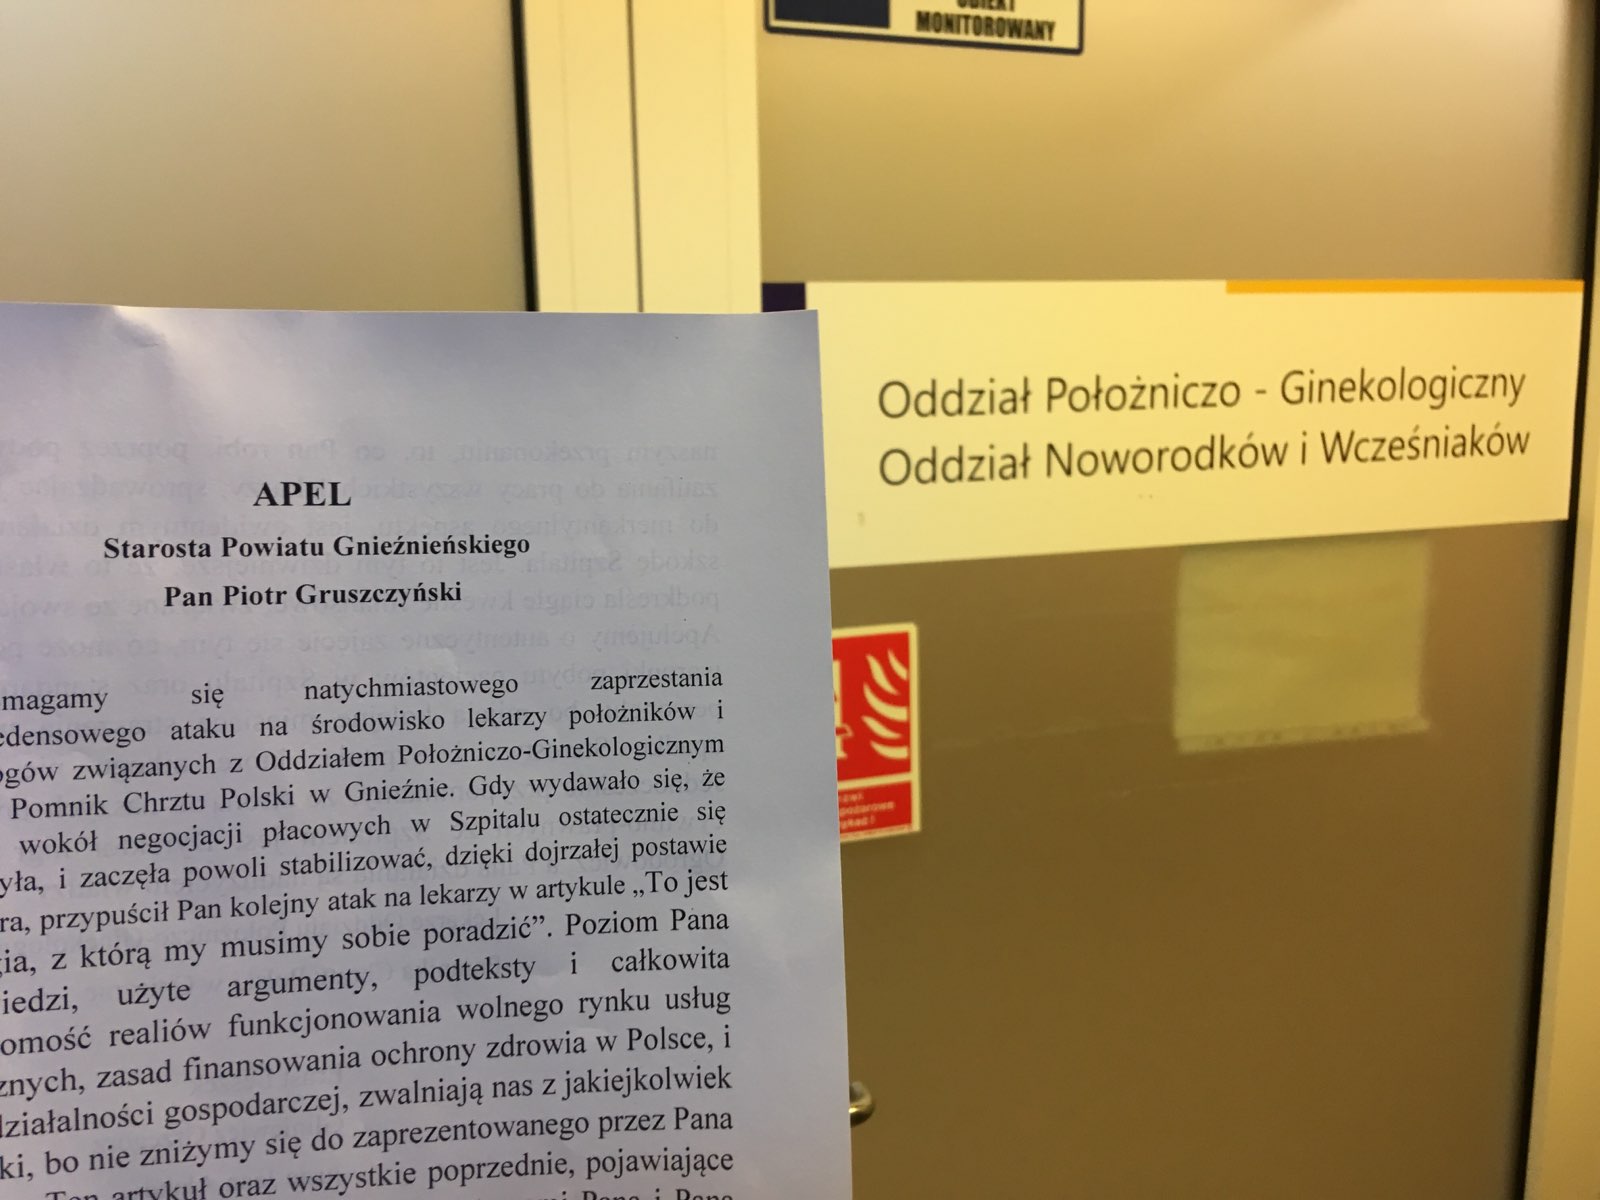 OBIEKT
MONITOROWANY
Oddział Położniczo - Ginekologiczny
Oddział Noworodków i Wcześniaków
APEL
Starosta Powiatu Gnieźnieńskiego
Pan Piotr Gruszczyński
magamy się natychmiastowego zaprzestania
edensowego ataku na środowisko lekarzy położników i
ogów związanych z Oddziałem Położniczo-Ginekologicznym
Pomnik Chrztu Polski w Gnieźnie. Gdy wydawało się, że
wokół negocjacji płacowych w Szpitalu ostatecznie się
yła, i zaczęła powoli stabilizować, dzięki dojrzałej postawie
ra, przypuścił Pan kolejny atak na lekarzy w artykule „To jest
gia, z którą my musimy sobie poradzić”. Poziom Pana
iedzi, użyte argumenty, podteksty i całkowita
omość realiów funkcjonowania wolnego rynku usług
znych, zasad finansowania ochrony zdrowia w Polsce, i
działalności gospodarczej, zwalniają nas z jakiejkolwiek
ki, bo nie zniżymy się do zaprezentowanego przez Pana
Ten artykuł oraz wszystkie poprzednie, pojawiające
Pana i Pana